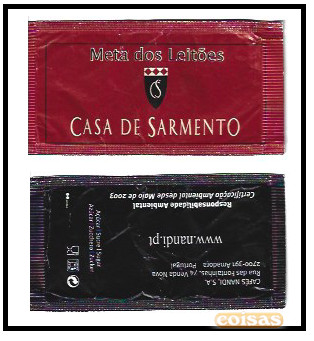 Meta dos Leitões
CASA DE SARMENTO
CAFÉS NANDI, S.A.
Rua das Fontainhas, 74 Venda Nova
2700-391 Amadora - Portugal
www.nandi.pt
Certificação Ambiental desde Maio de 2003
Responsabilidade Ambiental
Açúcar Sucre Sugar
Azúcar Zucchero Zucker
coisas